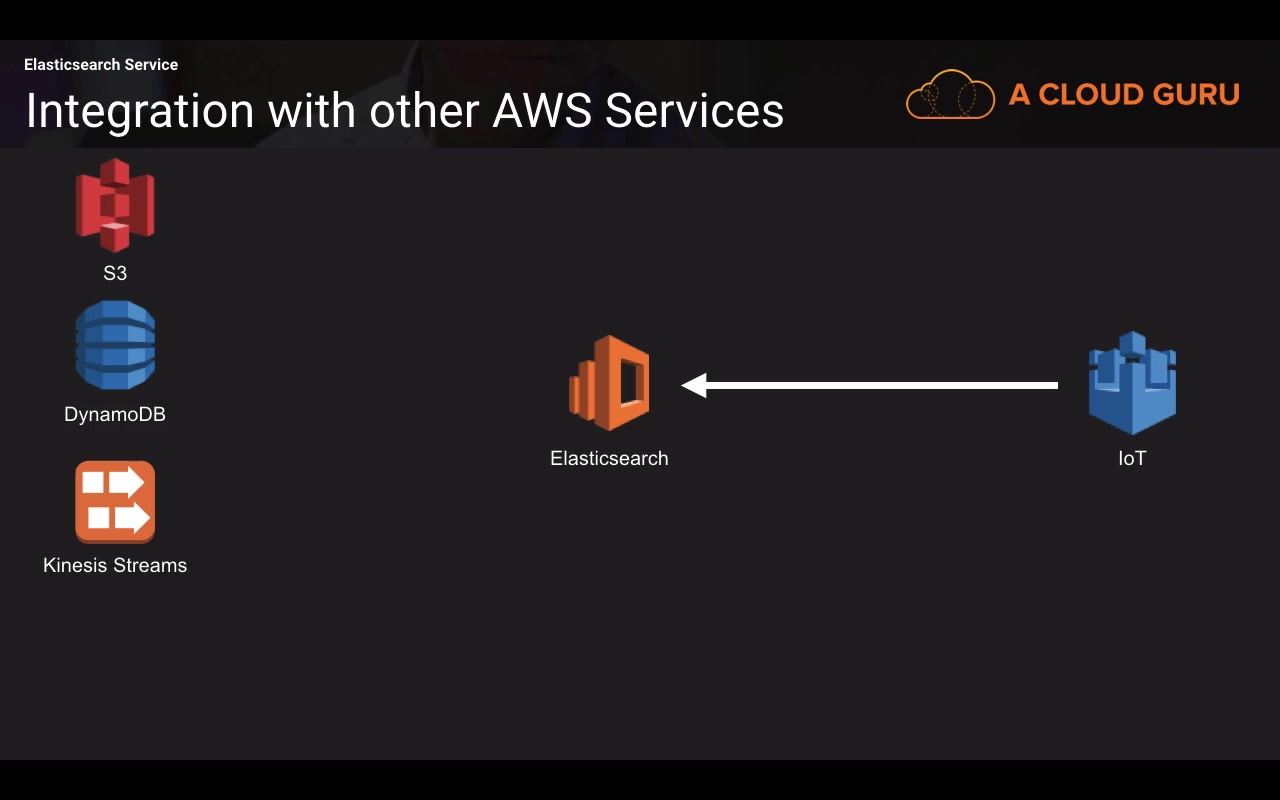 Elasticsearch Service
Integration with other AWS Services
A CLOUD GURU
S3
DynamoDB
Elasticsearch
IoT
Kinesis Streams